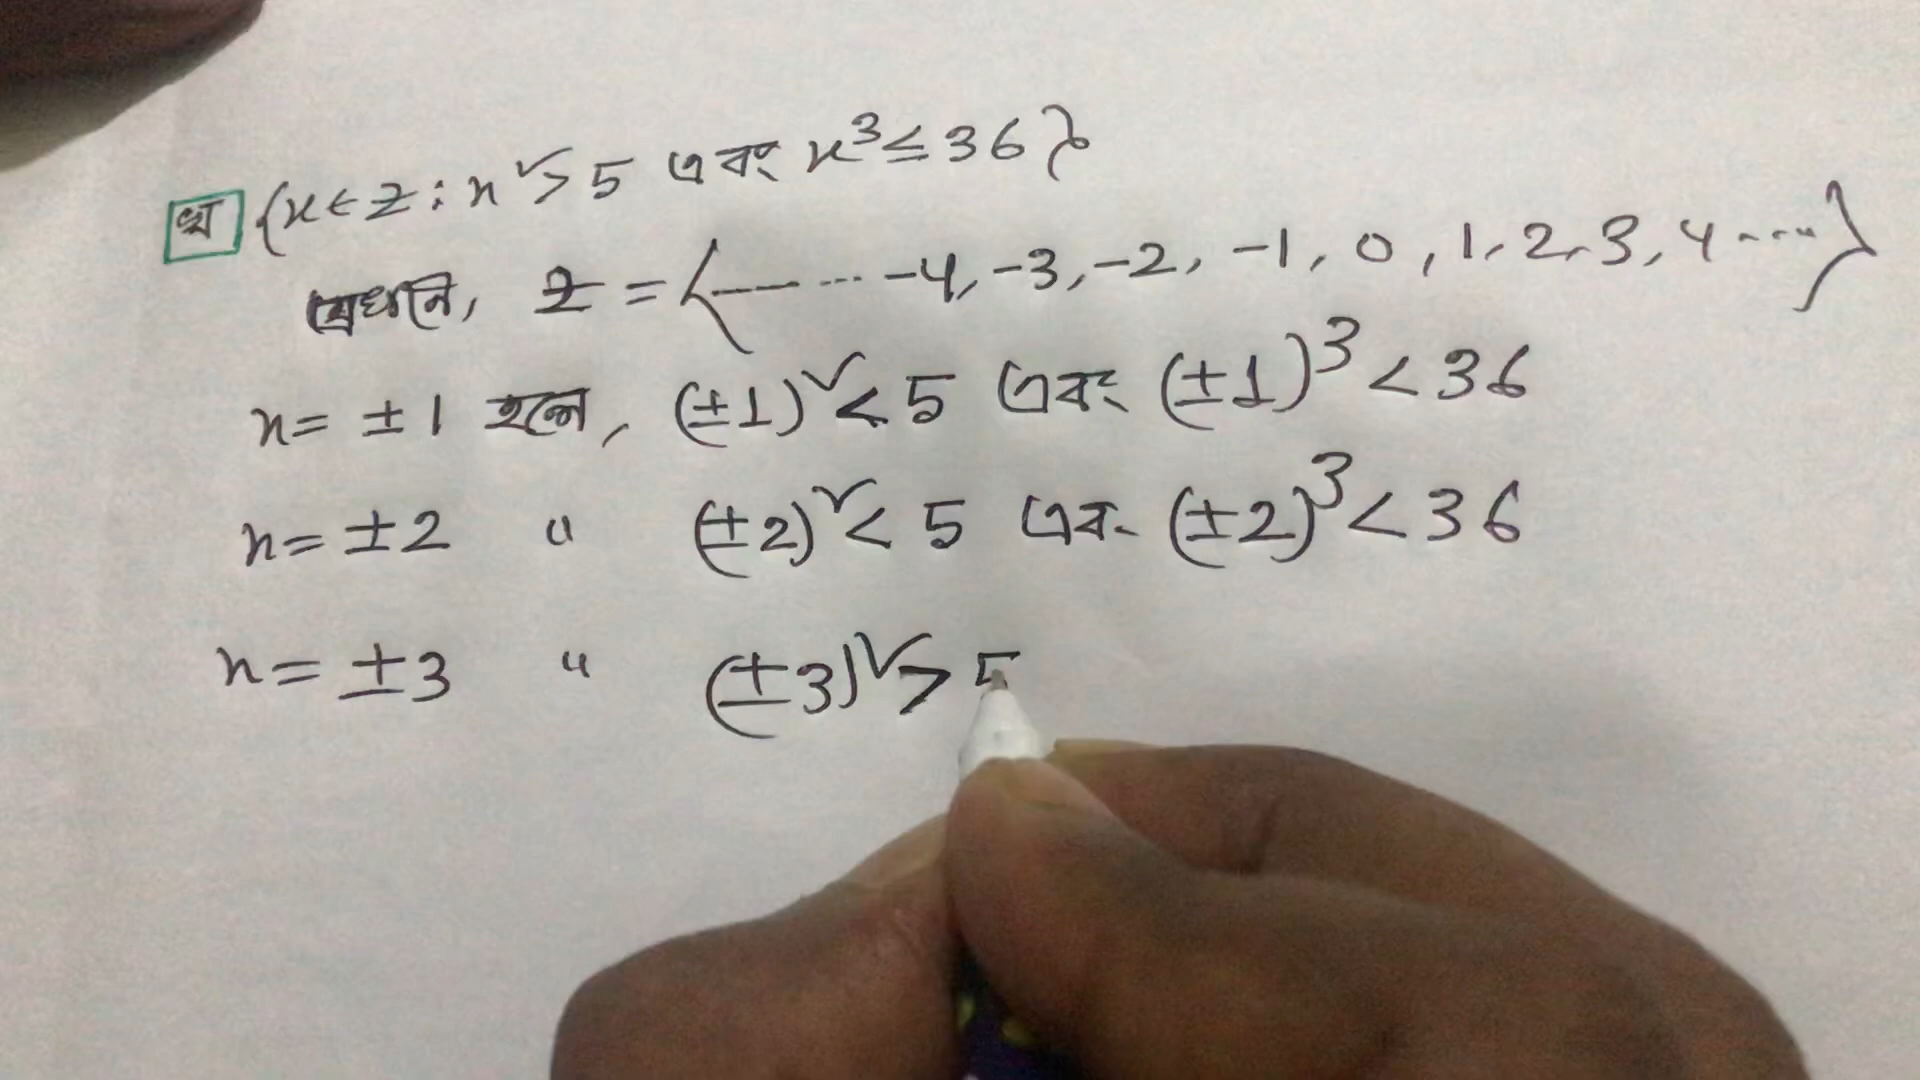 খ {x ∈ Z : x² > 5 এবং x³ ≤ 36}
এখানে, Z = {—— ... -4, -3, -2, -1, 0, 1, 2, 3, 4 ....}
x = ±1 হলে, (±1)² < 5 এবং (±1)³ < 36
x = ±2 " (±2)² < 5 এবং (±2)³ < 36
x = ±3 " (±3)² > 5